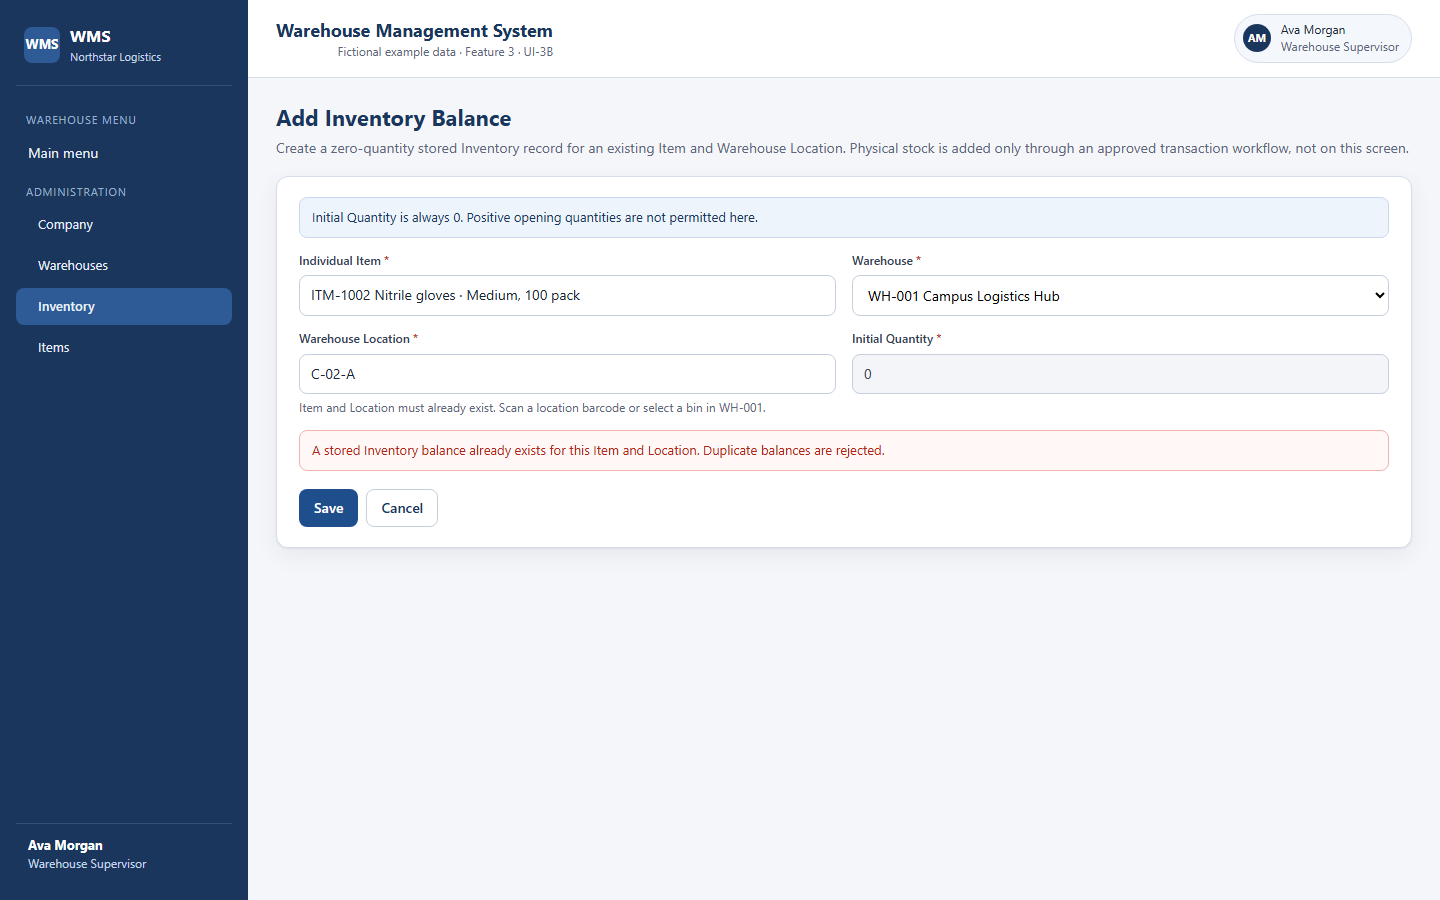 WMS
WMS
Northstar Logistics
WAREHOUSE MENU
Main menu
ADMINISTRATION
Company
Warehouses
Inventory
Items
Ava Morgan
Warehouse Supervisor
Warehouse Management System
Fictional example data · Feature 3 · UI-3B
AM
Ava Morgan
Warehouse Supervisor
Add Inventory Balance
Create a zero-quantity stored Inventory record for an existing Item and Warehouse Location. Physical stock is added only through an approved transaction workflow, not on this screen.
Initial Quantity is always 0. Positive opening quantities are not permitted here.
Individual Item *
ITM-1002 Nitrile gloves · Medium, 100 pack
Warehouse *
WH-001 Campus Logistics Hub
Warehouse Location *
C-02-A
Initial Quantity *
0
Item and Location must already exist. Scan a location barcode or select a bin in WH-001.
A stored Inventory balance already exists for this Item and Location. Duplicate balances are rejected.
Save
Cancel